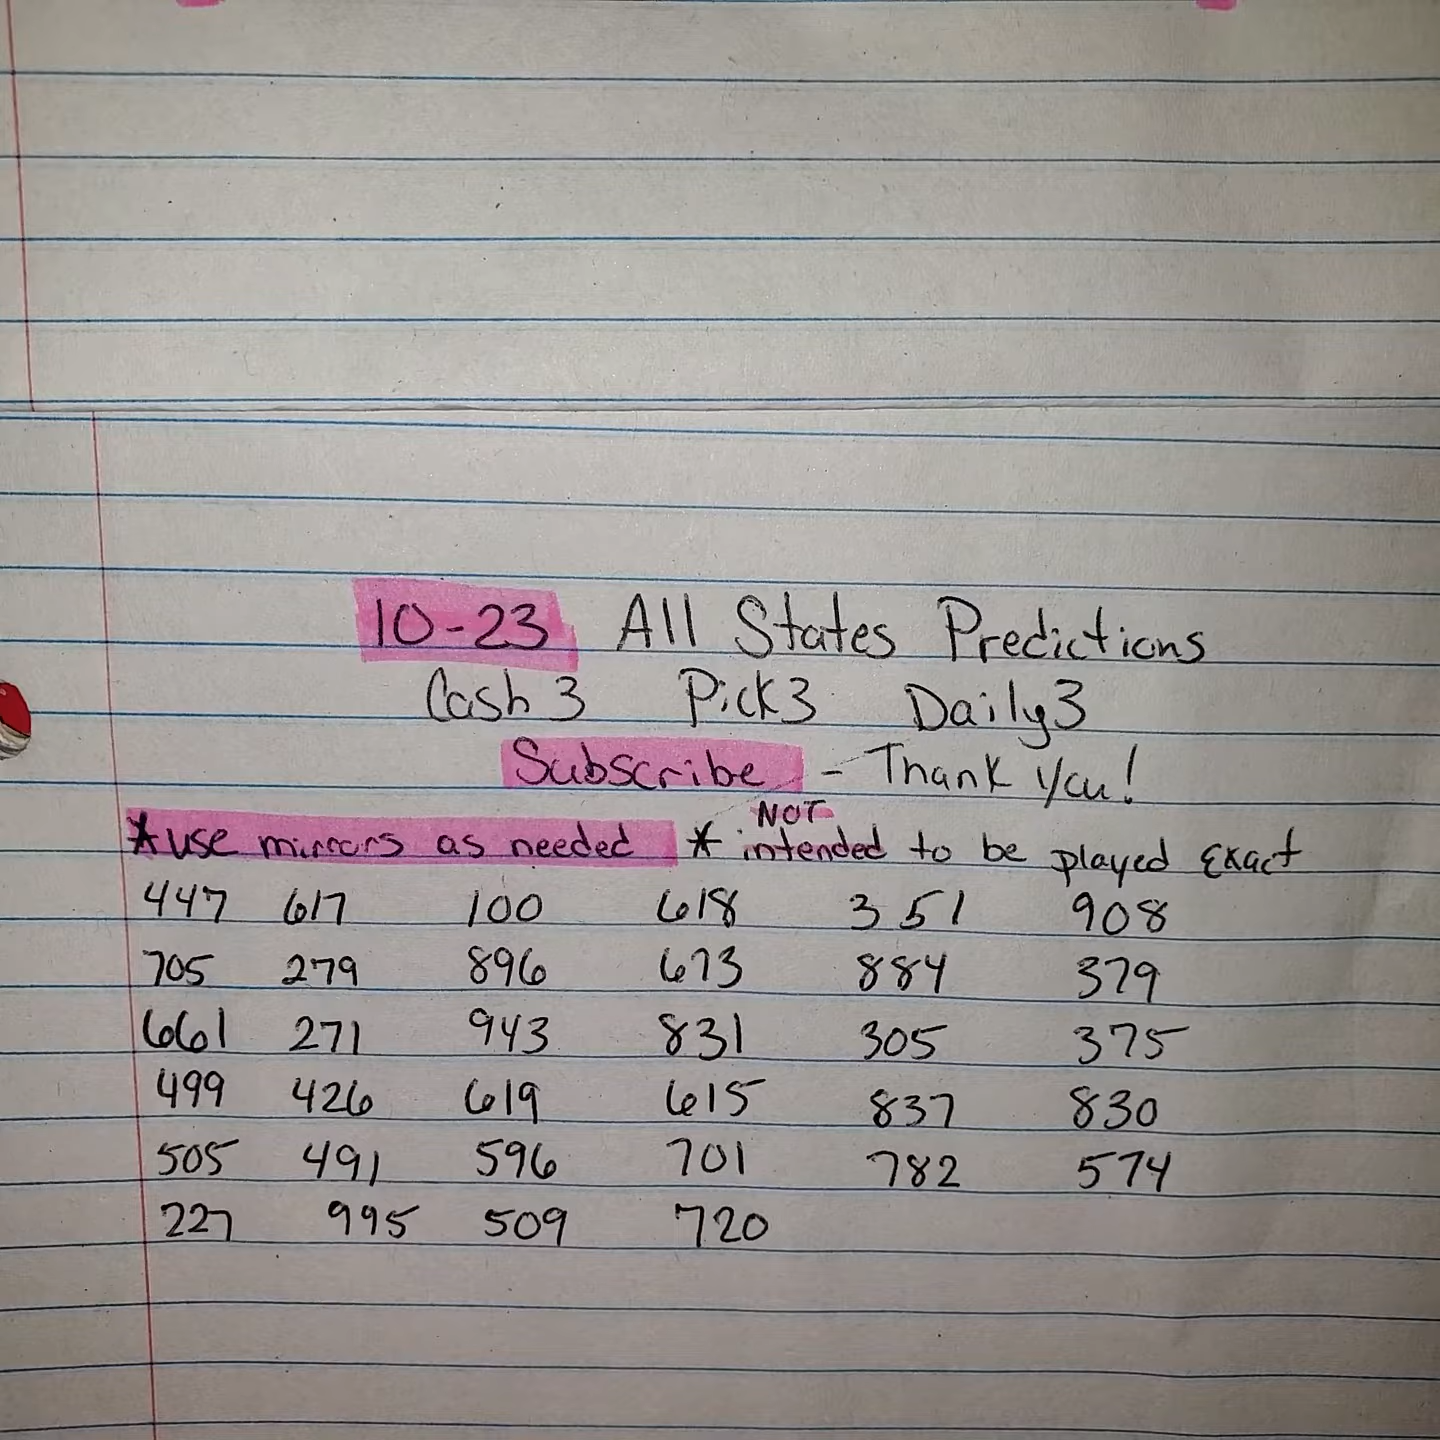 10-23 All States Predictions
Cash 3 Pick3 Daily3
Subscribe - Thank you!
*use mirrors as needed * NOT intended to be played Exact
447 617 100 618 351 908
705 279 896 673 884 379
661 271 943 831 305 375
499 426 619 615 837 830
505 491 596 701 782 574
227 995 509 720